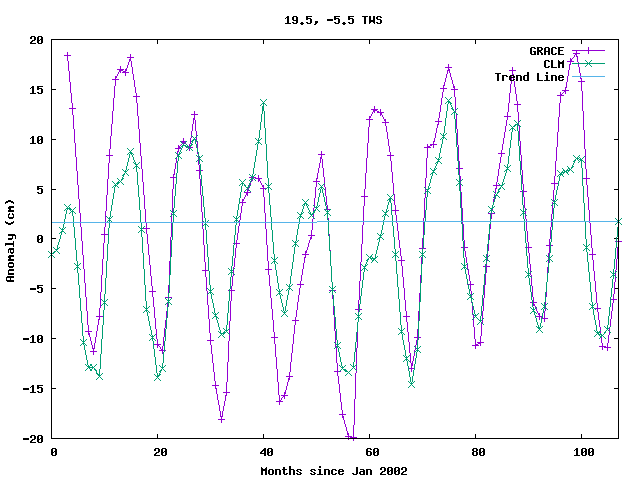 19.5, -5.5 TWS
GRACE
CLM
Trend Line
Anomaly (cm)
20
15
10
5
0
-5
-10
-15
-20
0 20 40 60 80 100
Months since Jan 2002